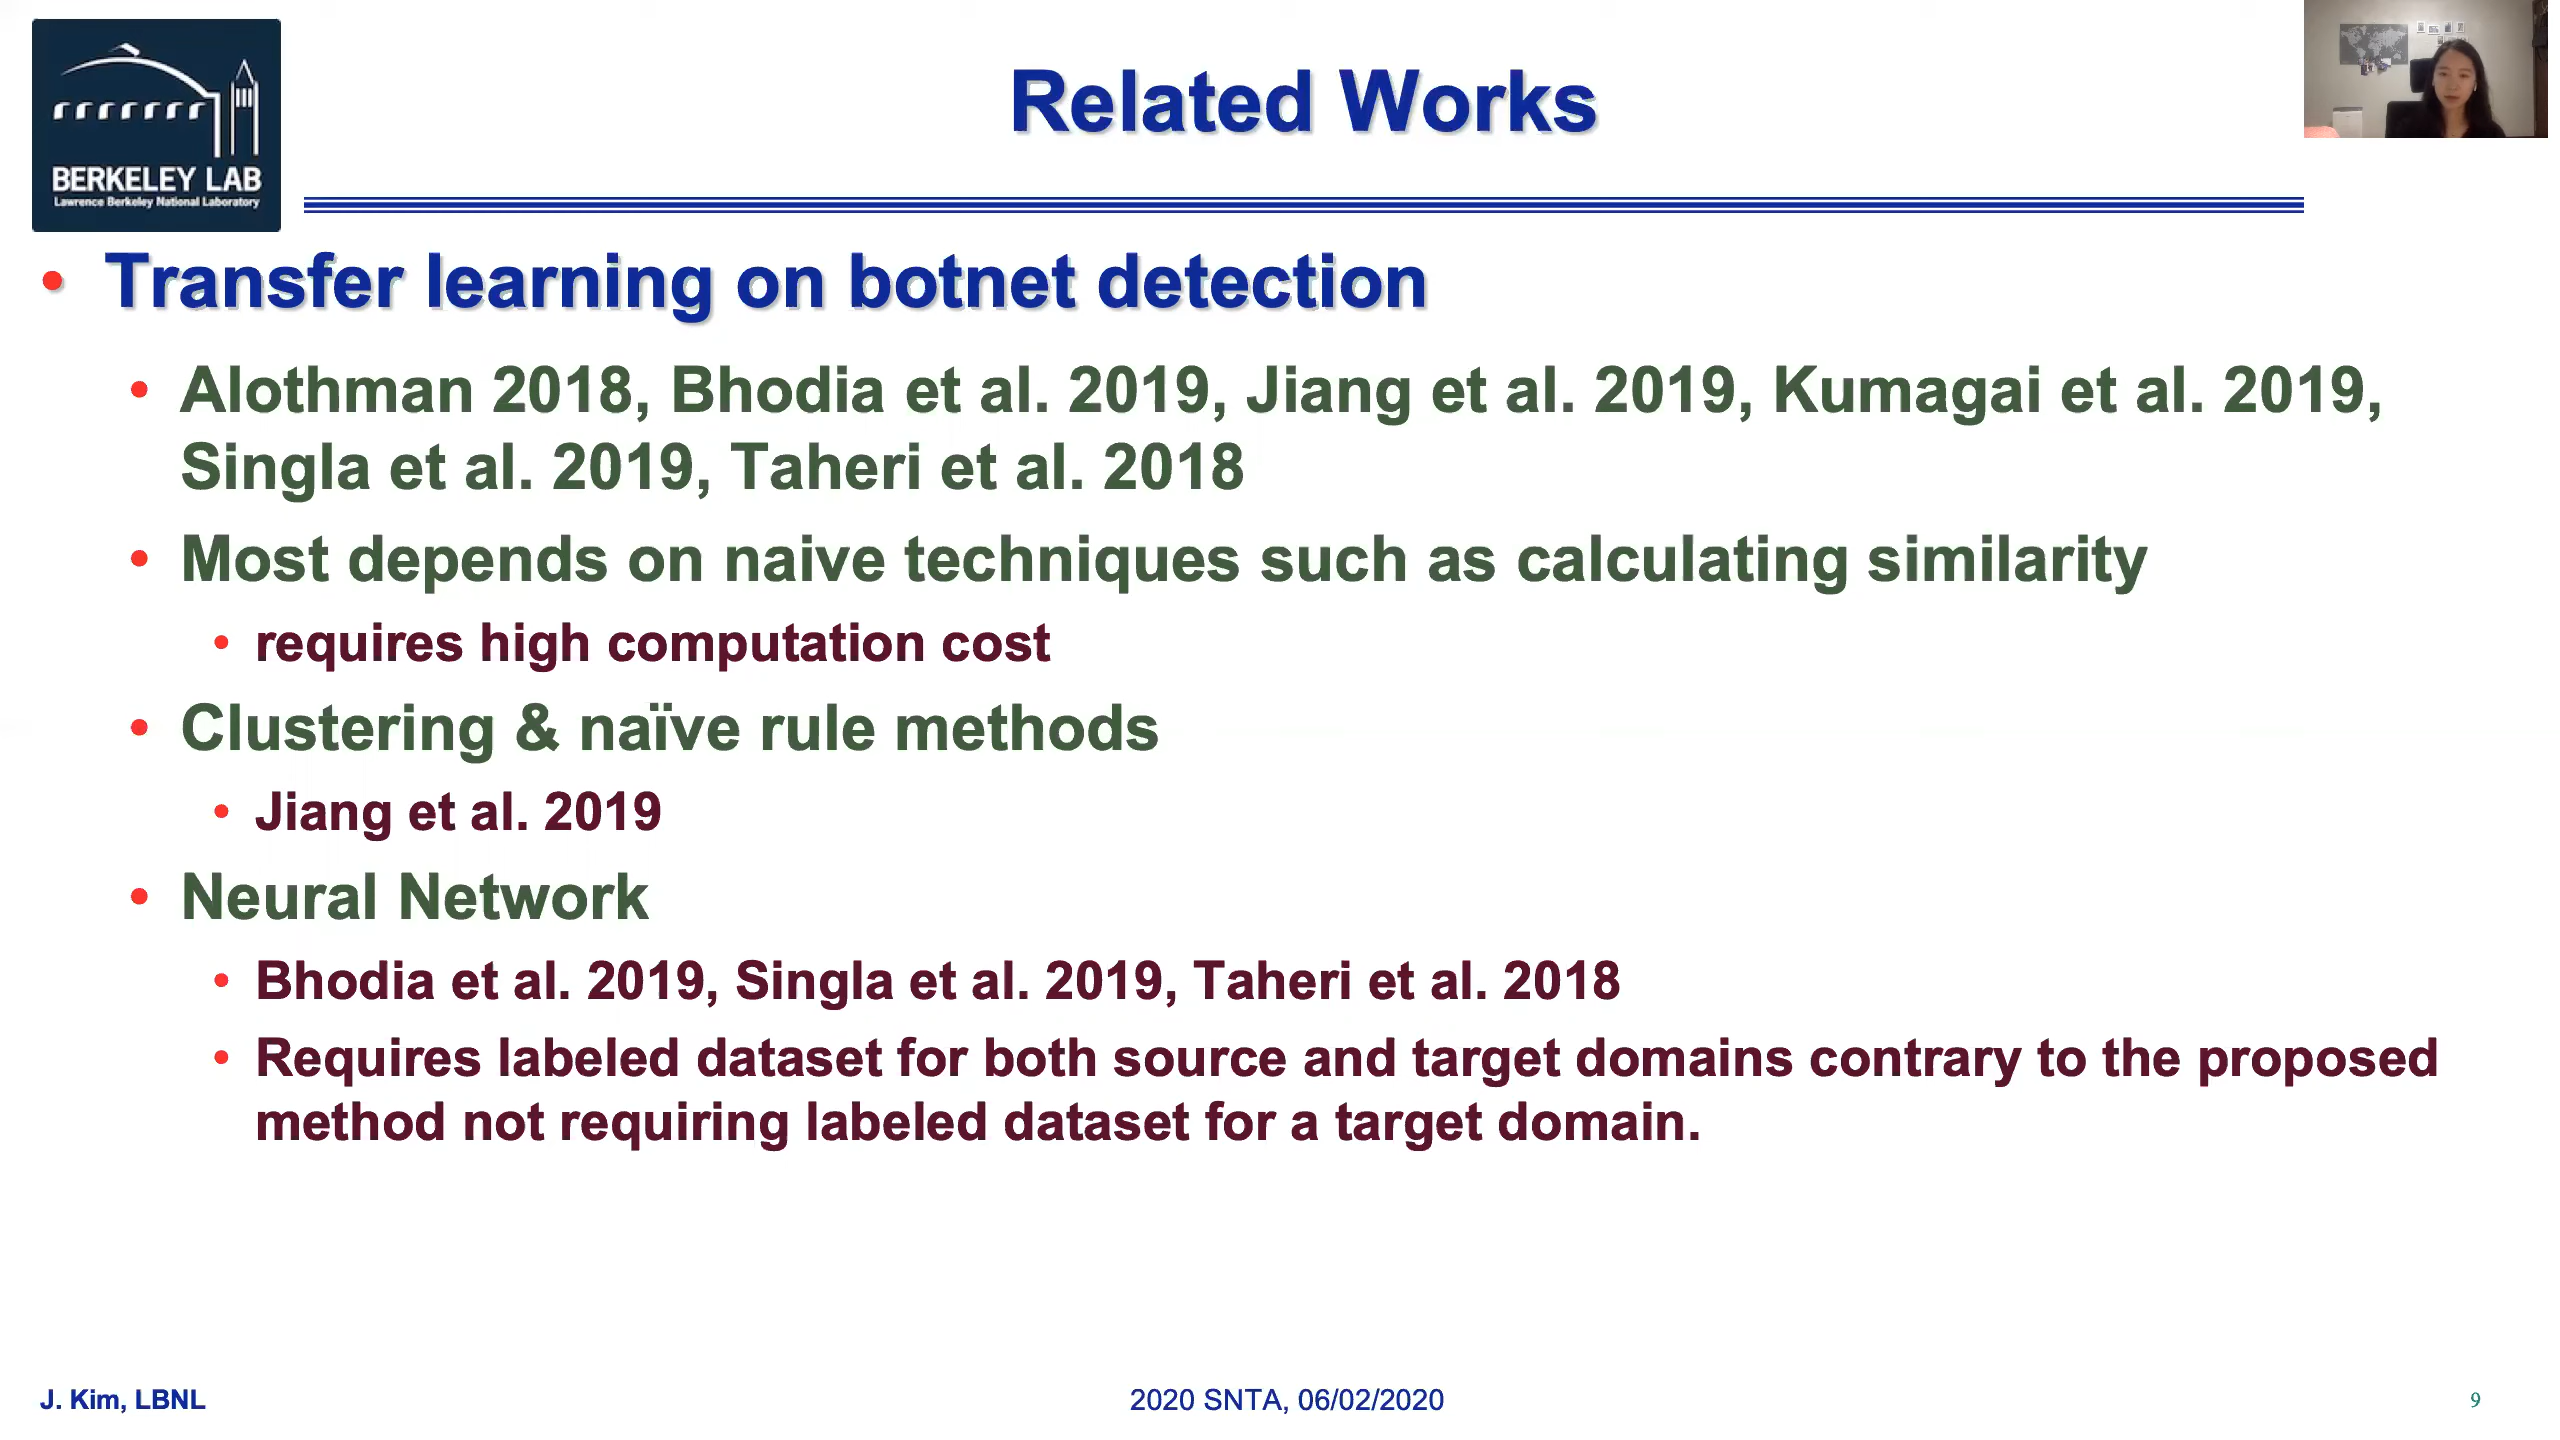 BERKELEY LAB
Lawrence Berkeley National Laboratory
Related Works
• Transfer learning on botnet detection
• Alothman 2018, Bhodia et al. 2019, Jiang et al. 2019, Kumagai et al. 2019,
Singla et al. 2019, Taheri et al. 2018
• Most depends on naive techniques such as calculating similarity
• requires high computation cost
• Clustering & naïve rule methods
• Jiang et al. 2019
• Neural Network
• Bhodia et al. 2019, Singla et al. 2019, Taheri et al. 2018
• Requires labeled dataset for both source and target domains contrary to the proposed
method not requiring labeled dataset for a target domain.
J. Kim, LBNL
2020 SNTA, 06/02/2020
9